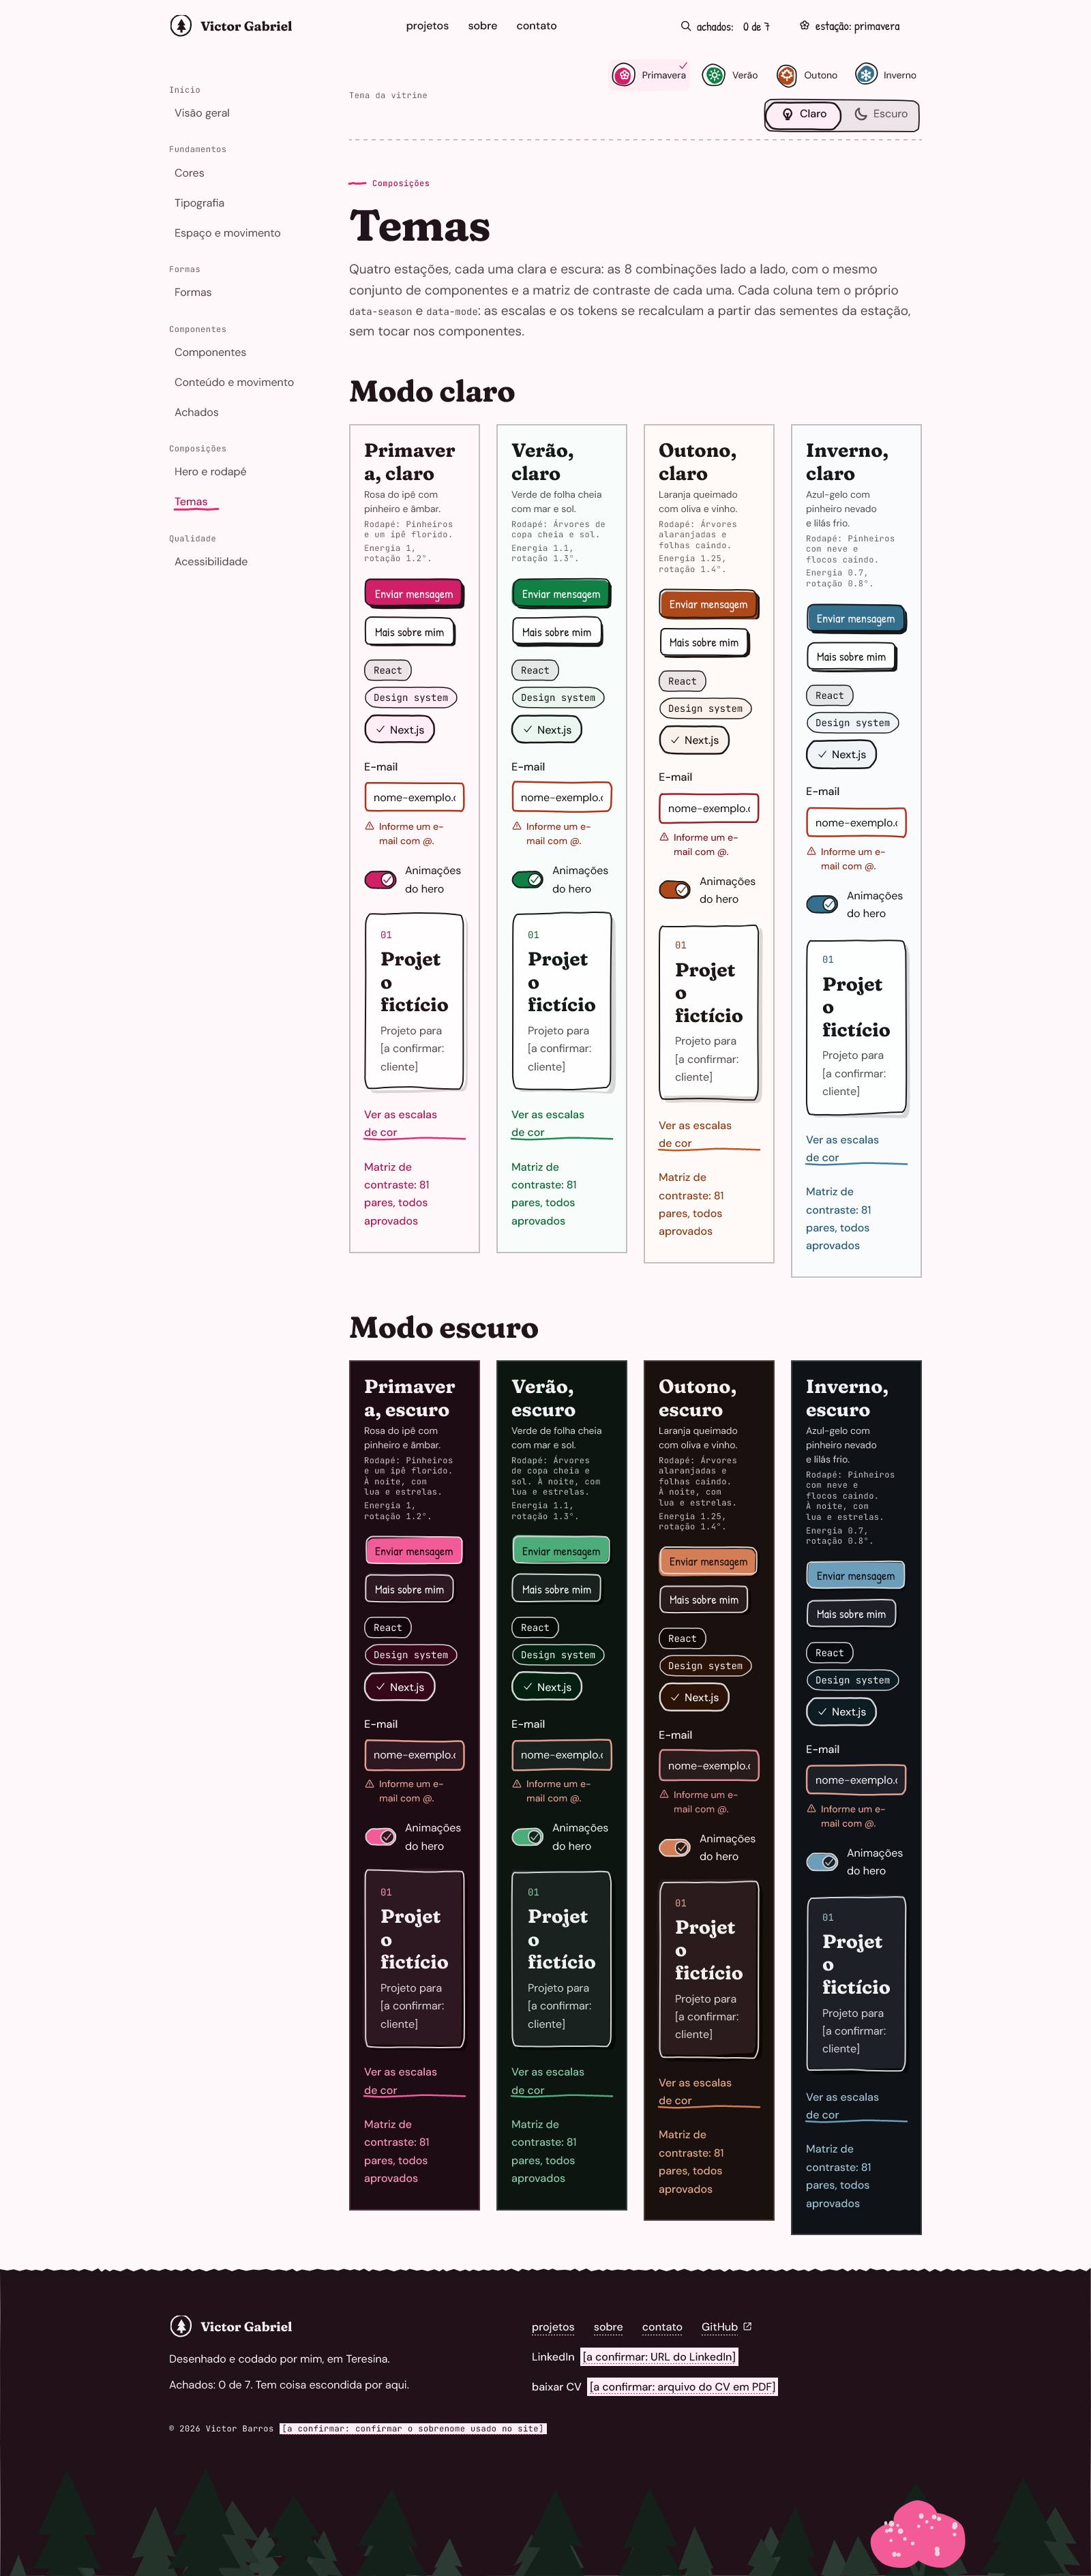 Victor Gabriel
projetos sobre contato
achados: 0 de 7
estação: primavera
Início
Visão geral
Fundamentos
Cores
Tipografia
Espaço e movimento
Formas
Formas
Componentes
Componentes
Conteúdo e movimento
Achados
Composições
Hero e rodapé
Temas
Qualidade
Acessibilidade
Tema da vitrine
Primavera Verão Outono Inverno
Claro Escuro
Composições
Temas
Quatro estações, cada uma clara e escura: as 8 combinações lado a lado, com o mesmo
conjunto de componentes e a matriz de contraste de cada uma. Cada coluna tem o próprio
data-season e data-mode: as escalas e os tokens se recalculam a partir das sementes da estação,
sem tocar nos componentes.
Modo claro
Primaver
a, claro
Rosa do ipê com
pinheiro e âmbar.
Rodapé: Pinheiros
e um ipê florido.
Energia 1,
rotação 1.2°.
Enviar mensagem
Mais sobre mim
React
Design system
Next.js
E-mail
nome-exemplo.c
Informe um e-
mail com @.
Animações
do hero
01
Projet
o
fictício
Projeto para
[a confirmar:
cliente]
Ver as escalas
de cor
Matriz de
contraste: 81
pares, todos
aprovados
Verão,
claro
Verde de folha cheia
com mar e sol.
Rodapé: Árvores de
copa cheia e sol.
Energia 1.1,
rotação 1.3°.
Enviar mensagem
Mais sobre mim
React
Design system
Next.js
E-mail
nome-exemplo.c
Informe um e-
mail com @.
Animações
do hero
01
Projet
o
fictício
Projeto para
[a confirmar:
cliente]
Ver as escalas
de cor
Matriz de
contraste: 81
pares, todos
aprovados
Outono,
claro
Laranja queimado
com oliva e vinho.
Rodapé: Árvores
alaranjadas e
folhas caindo.
Energia 1.25,
rotação 1.4°.
Enviar mensagem
Mais sobre mim
React
Design system
Next.js
E-mail
nome-exemplo.c
Informe um e-
mail com @.
Animações
do hero
01
Projet
o
fictício
Projeto para
[a confirmar:
cliente]
Ver as escalas
de cor
Matriz de
contraste: 81
pares, todos
aprovados
Inverno,
claro
Azul-gelo com
pinheiro nevado
e lilás frio.
Rodapé: Pinheiros
com neve e
flocos caindo.
Energia 0.7,
rotação 0.8°.
Enviar mensagem
Mais sobre mim
React
Design system
Next.js
E-mail
nome-exemplo.c
Informe um e-
mail com @.
Animações
do hero
01
Projet
o
fictício
Projeto para
[a confirmar:
cliente]
Ver as escalas
de cor
Matriz de
contraste: 81
pares, todos
aprovados
Modo escuro
Primaver
a, escuro
Rosa do ipê com
pinheiro e âmbar.
Rodapé: Pinheiros
e um ipê florido.
À noite, com
lua e estrelas.
Energia 1,
rotação 1.2°.
Enviar mensagem
Mais sobre mim
React
Design system
Next.js
E-mail
nome-exemplo.c
Informe um e-
mail com @.
Animações
do hero
01
Projet
o
fictício
Projeto para
[a confirmar:
cliente]
Ver as escalas
de cor
Matriz de
contraste: 81
pares, todos
aprovados
Verão,
escuro
Verde de folha cheia
com mar e sol.
Rodapé: Árvores
de copa cheia e
sol. À noite, com
lua e estrelas.
Energia 1.1,
rotação 1.3°.
Enviar mensagem
Mais sobre mim
React
Design system
Next.js
E-mail
nome-exemplo.c
Informe um e-
mail com @.
Animações
do hero
01
Projet
o
fictício
Projeto para
[a confirmar:
cliente]
Ver as escalas
de cor
Matriz de
contraste: 81
pares, todos
aprovados
Outono,
escuro
Laranja queimado
com oliva e vinho.
Rodapé: Árvores
alaranjadas e
folhas caindo.
À noite, com
lua e estrelas.
Energia 1.25,
rotação 1.4°.
Enviar mensagem
Mais sobre mim
React
Design system
Next.js
E-mail
nome-exemplo.c
Informe um e-
mail com @.
Animações
do hero
01
Projet
o
fictício
Projeto para
[a confirmar:
cliente]
Ver as escalas
de cor
Matriz de
contraste: 81
pares, todos
aprovados
Inverno,
escuro
Azul-gelo com
pinheiro nevado
e lilás frio.
Rodapé: Pinheiros
com neve e
flocos caindo.
À noite, com
lua e estrelas.
Energia 0.7,
rotação 0.8°.
Enviar mensagem
Mais sobre mim
React
Design system
Next.js
E-mail
nome-exemplo.c
Informe um e-
mail com @.
Animações
do hero
01
Projet
o
fictício
Projeto para
[a confirmar:
cliente]
Ver as escalas
de cor
Matriz de
contraste: 81
pares, todos
aprovados
Victor Gabriel
Desenhado e codado por mim, em Teresina.
Achados: 0 de 7. Tem coisa escondida por aqui.
projetos sobre contato GitHub
LinkedIn [a confirmar: URL do LinkedIn]
baixar CV [a confirmar: arquivo do CV em PDF]
© 2026 Victor Barros [a confirmar: confirmar o sobrenome usado no site]